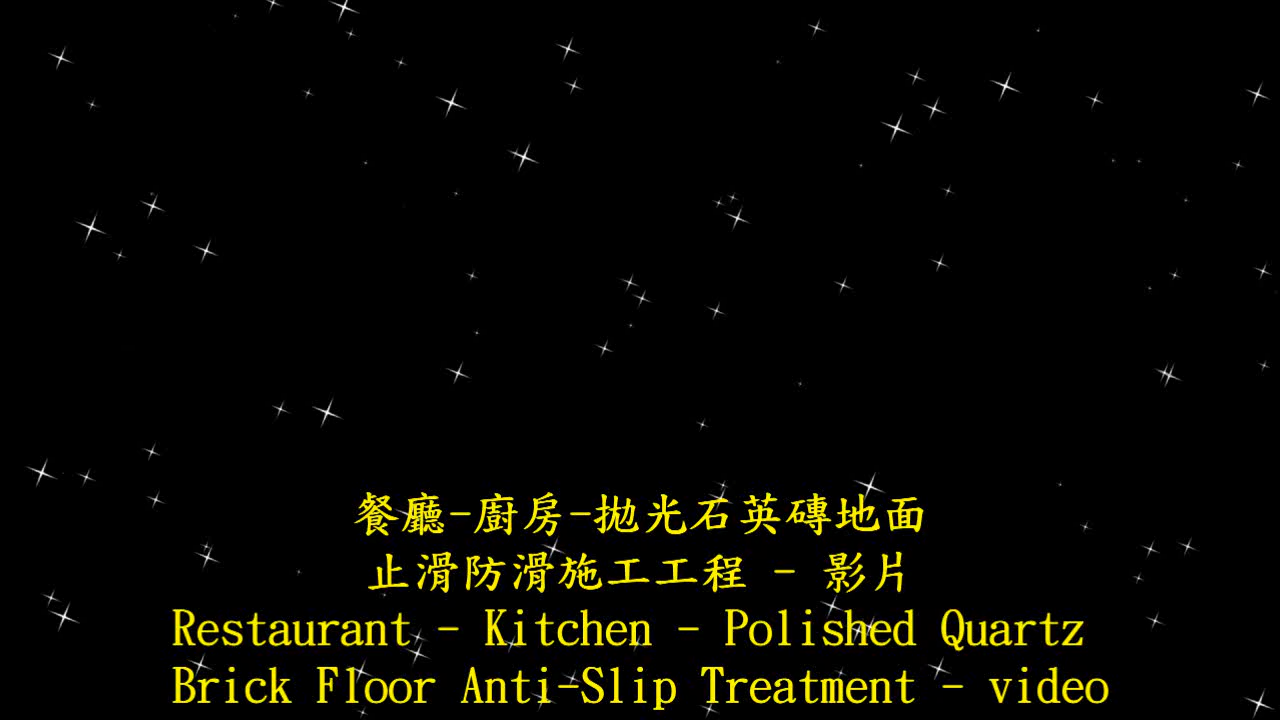 餐廳-廚房-拋光石英磚地面
止滑防滑施工工程 - 影片
Restaurant - Kitchen - Polished Quartz
Brick Floor Anti-Slip Treatment - video